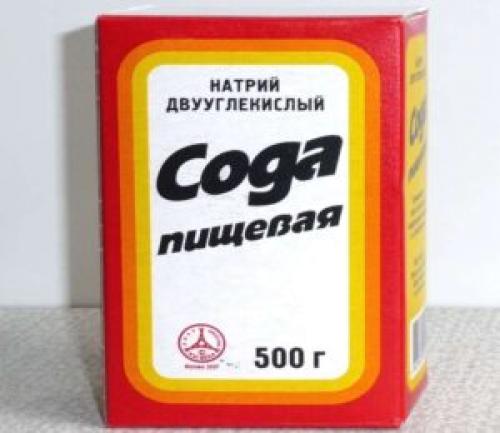 НАТРИЙ
ДВУУГЛЕКИСЛЫЙ
Сода
пищевая
500 г